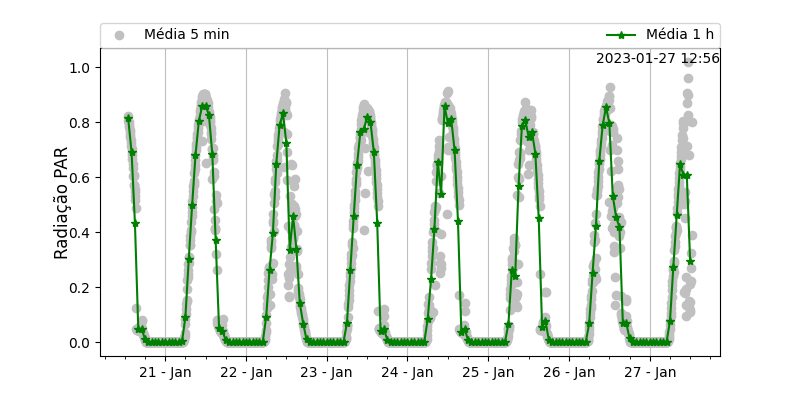 Média 5 min
Média 1 h
2023-01-27 12:56
Radiação PAR
1.0
0.8
0.6
0.4
0.2
0.0
21 - Jan
22 - Jan
23 - Jan
24 - Jan
25 - Jan
26 - Jan
27 - Jan